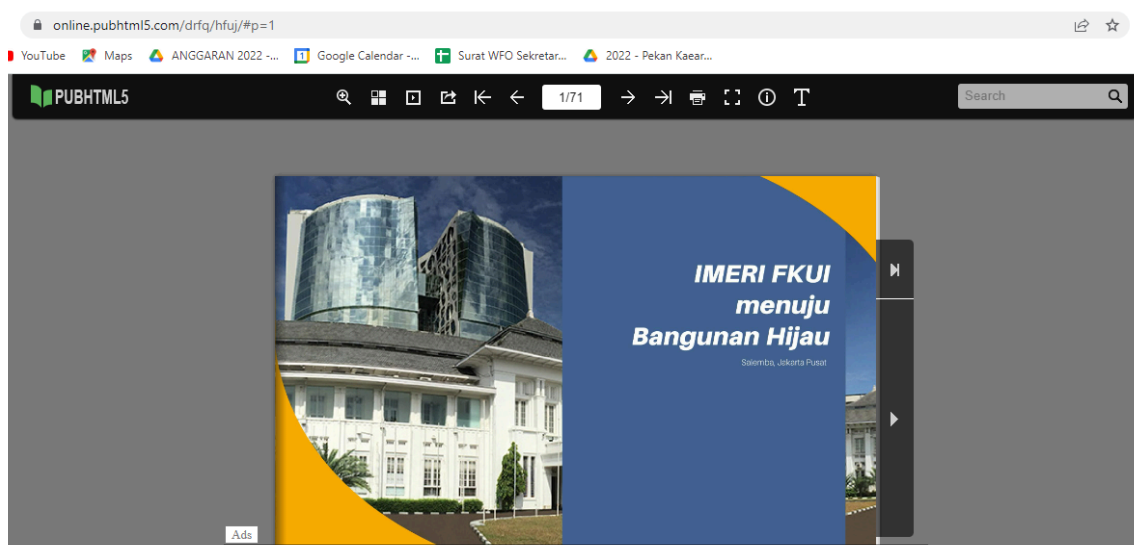 online.pubhtml5.com/drfq/hfuj/#p=1
YouTube Maps ANGGARAN 2022 -... Google Calendar -... Surat WFO Sekretar... 2022 - Pekan Kaear...
PUBHTML5 1/71 T Search
IMERI FKUI
menuju
Bangunan Hijau
Salemba, Jakarta Pusat
Ads